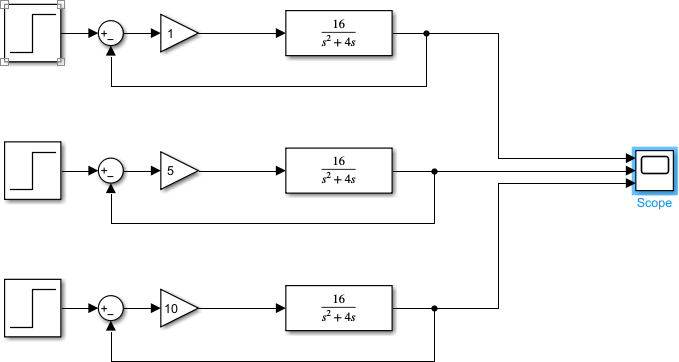 +_
1
16
s² + 4s
+_
5
16
s² + 4s
Scope
+_
10
16
s² + 4s